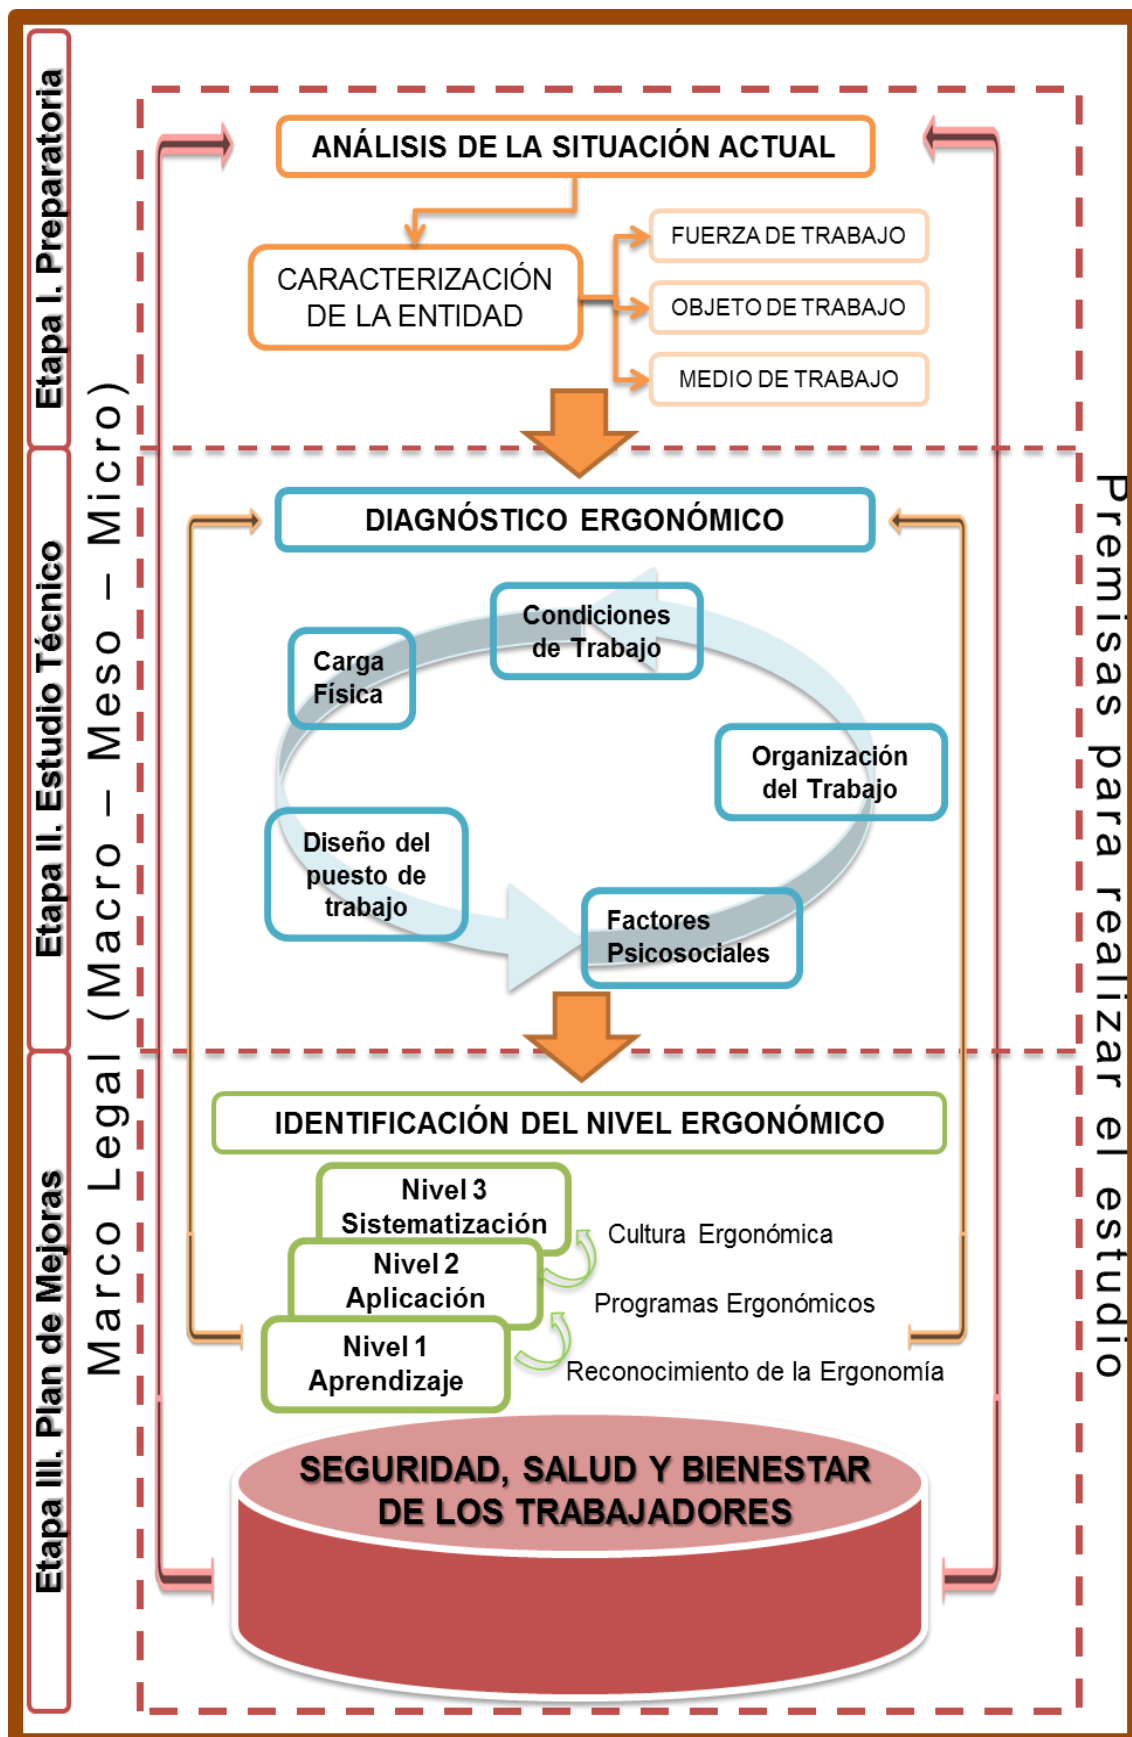 Etapa I. Preparatoria
Etapa II. Estudio Técnico
Etapa III. Plan de Mejoras
Marco Legal (Macro – Meso – Micro)
ANÁLISIS DE LA SITUACIÓN ACTUAL
CARACTERIZACIÓN
DE LA ENTIDAD
FUERZA DE TRABAJO
OBJETO DE TRABAJO
MEDIO DE TRABAJO
DIAGNÓSTICO ERGONÓMICO
Condiciones
de Trabajo
Carga
Física
Organización
del Trabajo
Diseño del
puesto de
trabajo
Factores
Psicosociales
IDENTIFICACIÓN DEL NIVEL ERGONÓMICO
Nivel 3
Sistematización
Cultura Ergonómica
Nivel 2
Aplicación
Programas Ergonómicos
Nivel 1
Aprendizaje
Reconocimiento de la Ergonomía
SEGURIDAD, SALUD Y BIENESTAR
DE LOS TRABAJADORES
Premisas para realizar el estudio